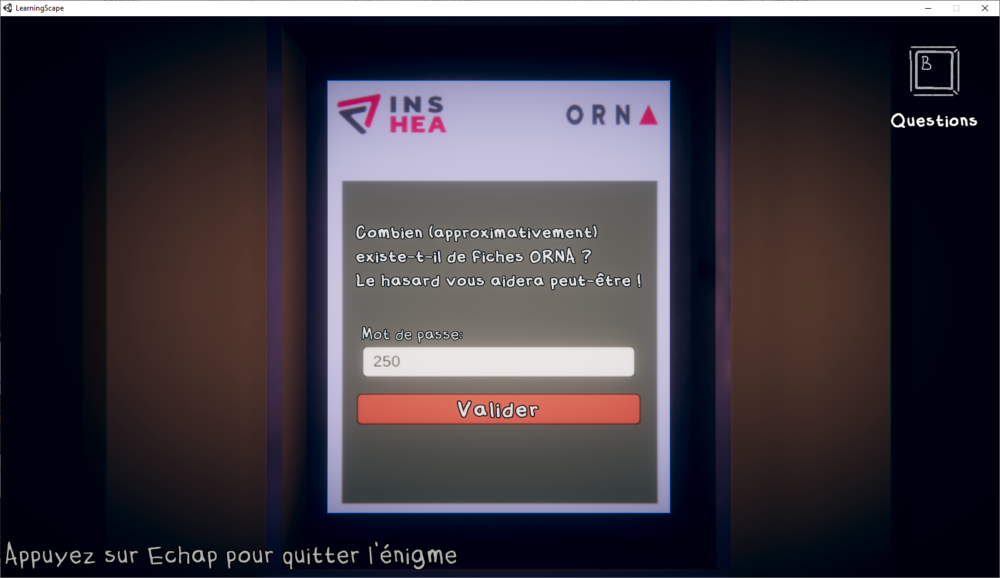 LearningScape
INS
HEA
ORNA
B
Questions
Combien (approximativement)
existe-t-il de fiches ORNA ?
Le hasard vous aidera peut-être !
Mot de passe:
250
Valider
Appuyez sur Echap pour quitter l'énigme